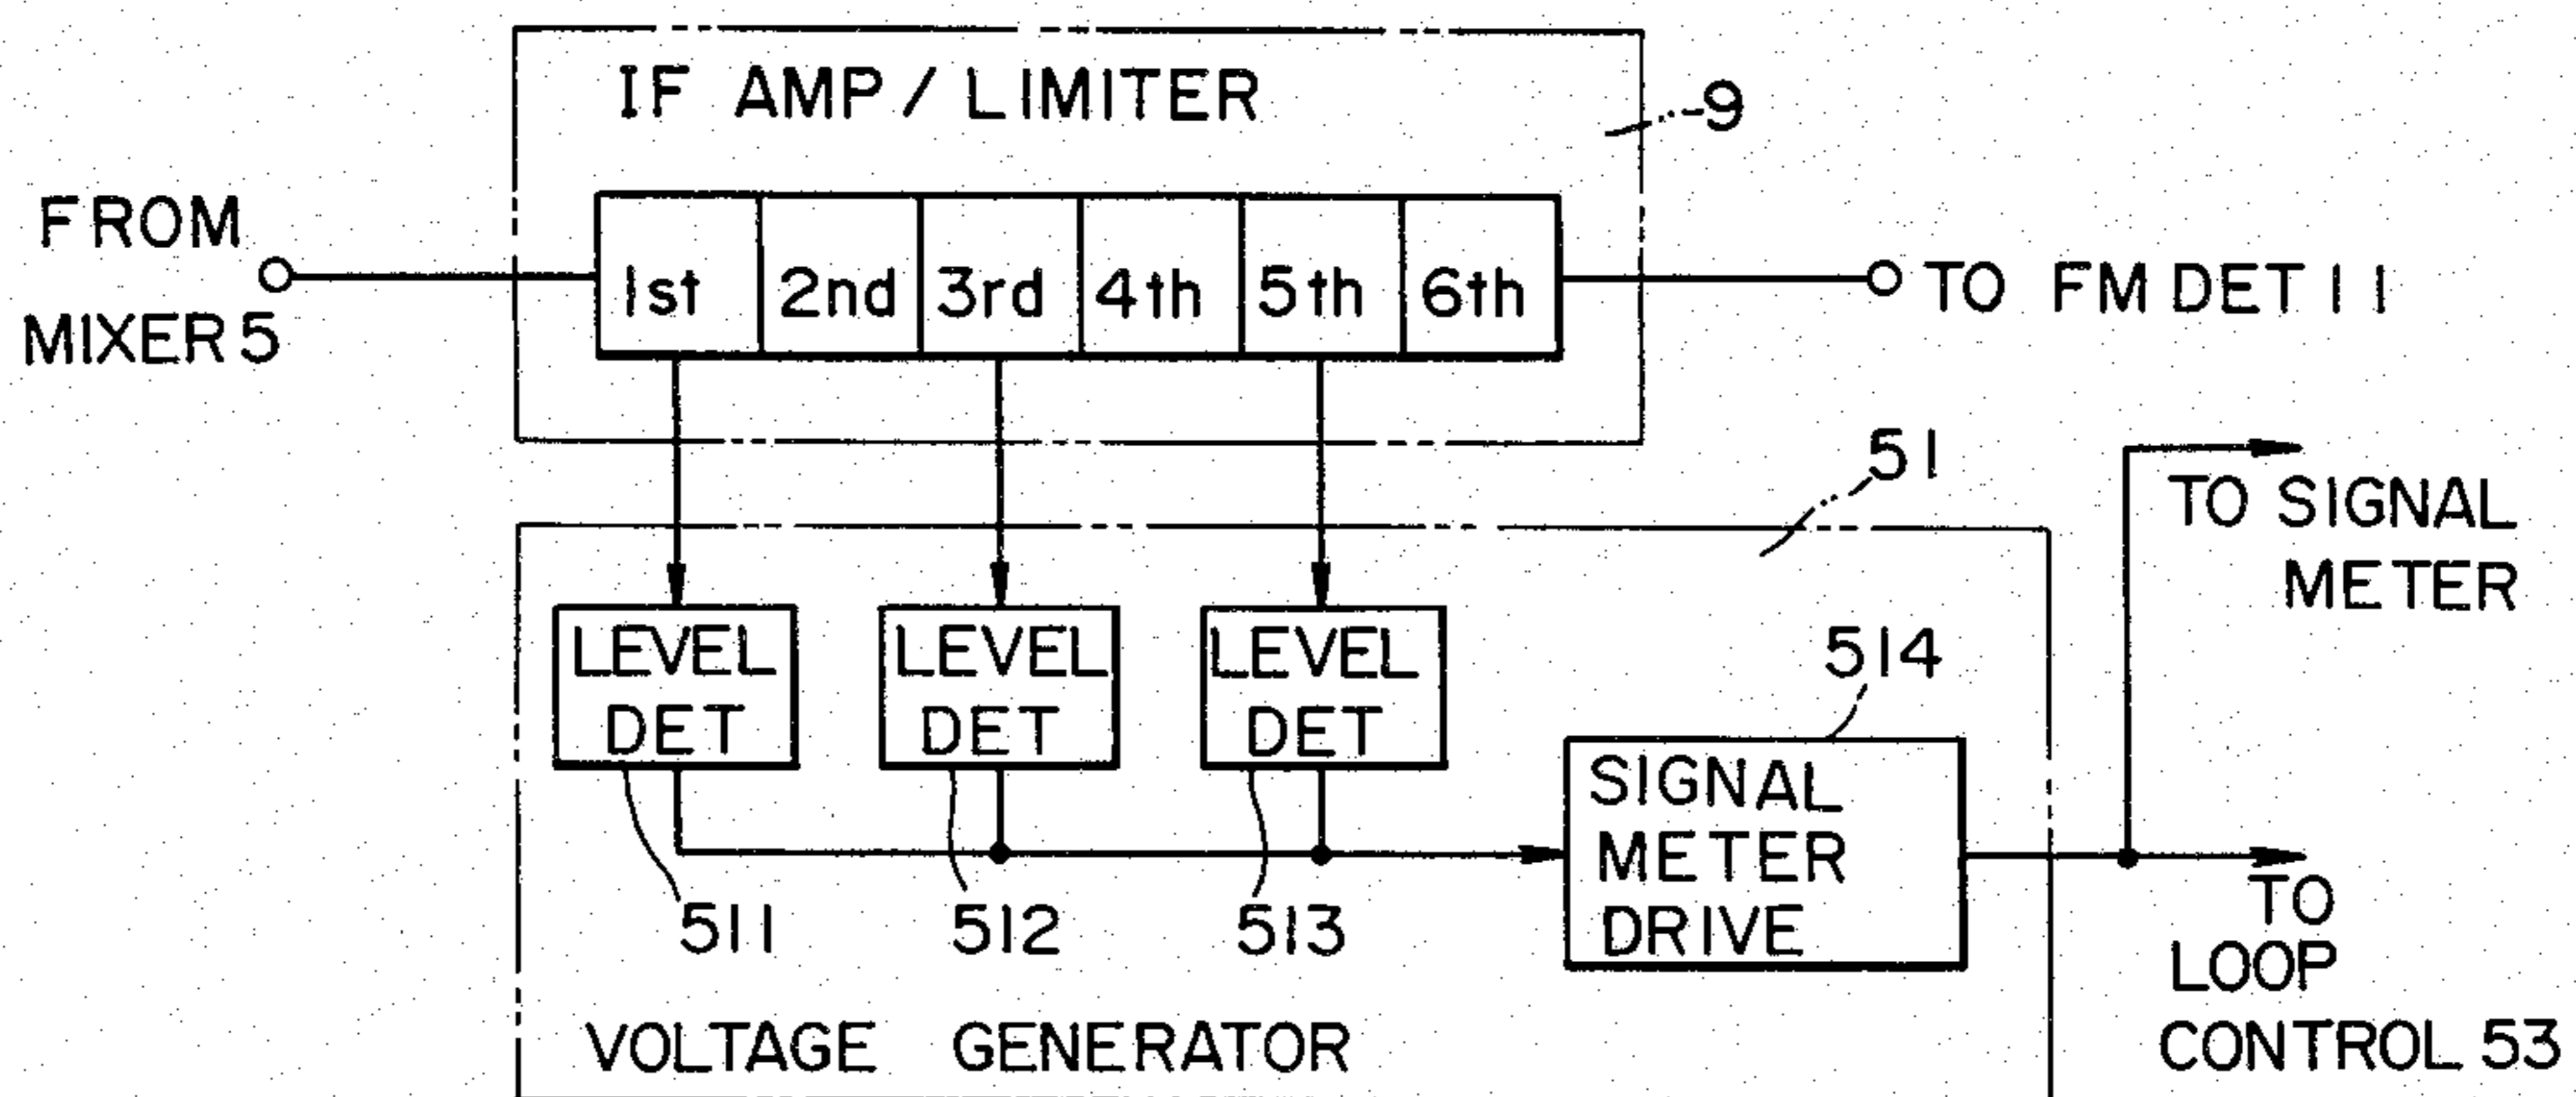 IF AMP / LIMITER
9
FROM
MIXER 5
1st
2nd
3rd
4th
5th
6th
TO FM DET 11
51
TO SIGNAL
METER
LEVEL
DET
LEVEL
DET
LEVEL
DET
514
SIGNAL
METER
DRIVE
511
512
513
TO
LOOP
CONTROL 53
VOLTAGE GENERATOR